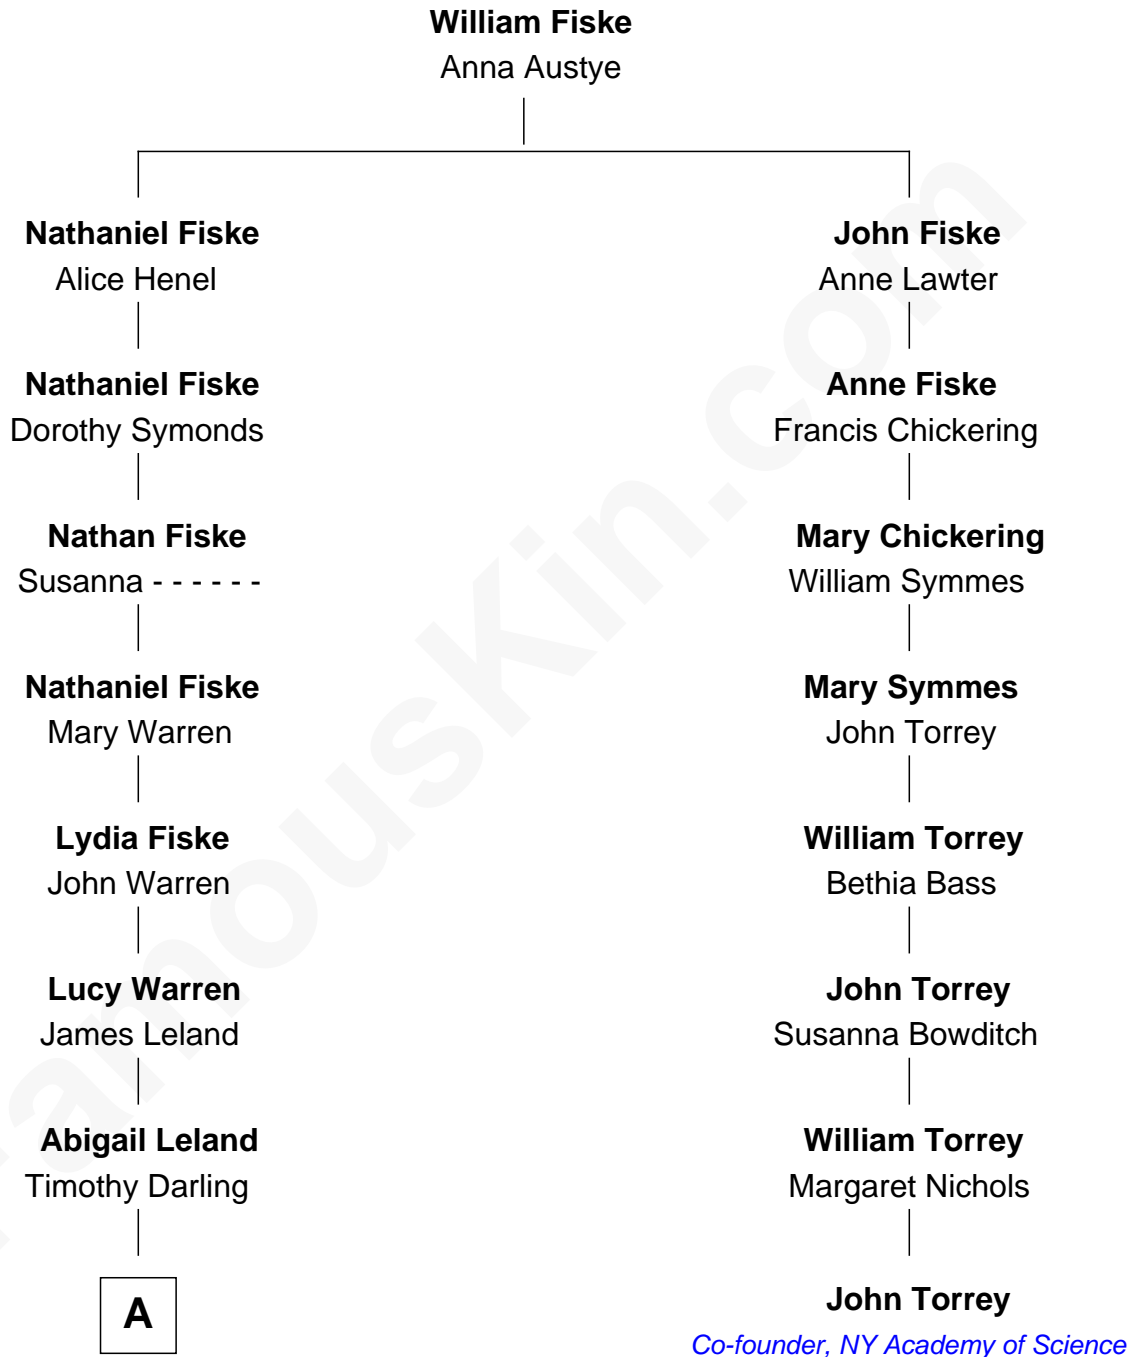 William Fiske
Anna Austye
Nathaniel Fiske
Alice Henel
John Fiske
Anne Lawter
Nathaniel Fiske
Dorothy Symonds
Anne Fiske
Francis Chickering
Nathan Fiske
Susanna - - - - - -
Mary Chickering
William Symmes
Nathaniel Fiske
Mary Warren
Mary Symmes
John Torrey
Lydia Fiske
John Warren
William Torrey
Bethia Bass
Lucy Warren
James Leland
John Torrey
Susanna Bowditch
Abigail Leland
Timothy Darling
William Torrey
Margaret Nichols
A
John Torrey
Co-founder, NY Academy of Science
FamousKin.com